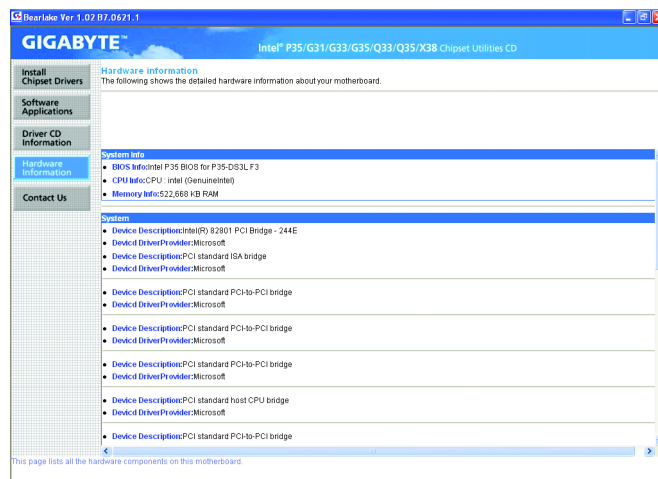 Bearlake Ver 1.02 B7.0621.1
GIGABYTE™
Intel® P35/G31/G33/G35/Q33/Q35/X38 Chipset Utilities CD
Install
Chipset Drivers
Software
Applications
Driver CD
Information
Hardware
Information
Contact Us
Hardware information
The following shows the detailed hardware information about your motherboard.
System Info
• BIOS Info:Intel P35 BIOS for P35-DS3L F3
• CPU Info:CPU : intel (GenuineIntel)
• Memory Info:522,668 KB RAM
System
• Device Description:Intel(R) 82801 PCI Bridge - 244E
• Devicd DriverProvider:Microsoft
• Device Description:PCI standard ISA bridge
• Devicd DriverProvider:Microsoft
• Device Description:PCI standard PCI-to-PCI bridge
• Devicd DriverProvider:Microsoft
• Device Description:PCI standard PCI-to-PCI bridge
• Devicd DriverProvider:Microsoft
• Device Description:PCI standard PCI-to-PCI bridge
• Devicd DriverProvider:Microsoft
• Device Description:PCI standard host CPU bridge
• Devicd DriverProvider:Microsoft
• Device Description:PCI standard PCI-to-PCI bridge
This page lists all the hardware components on this motherboard.